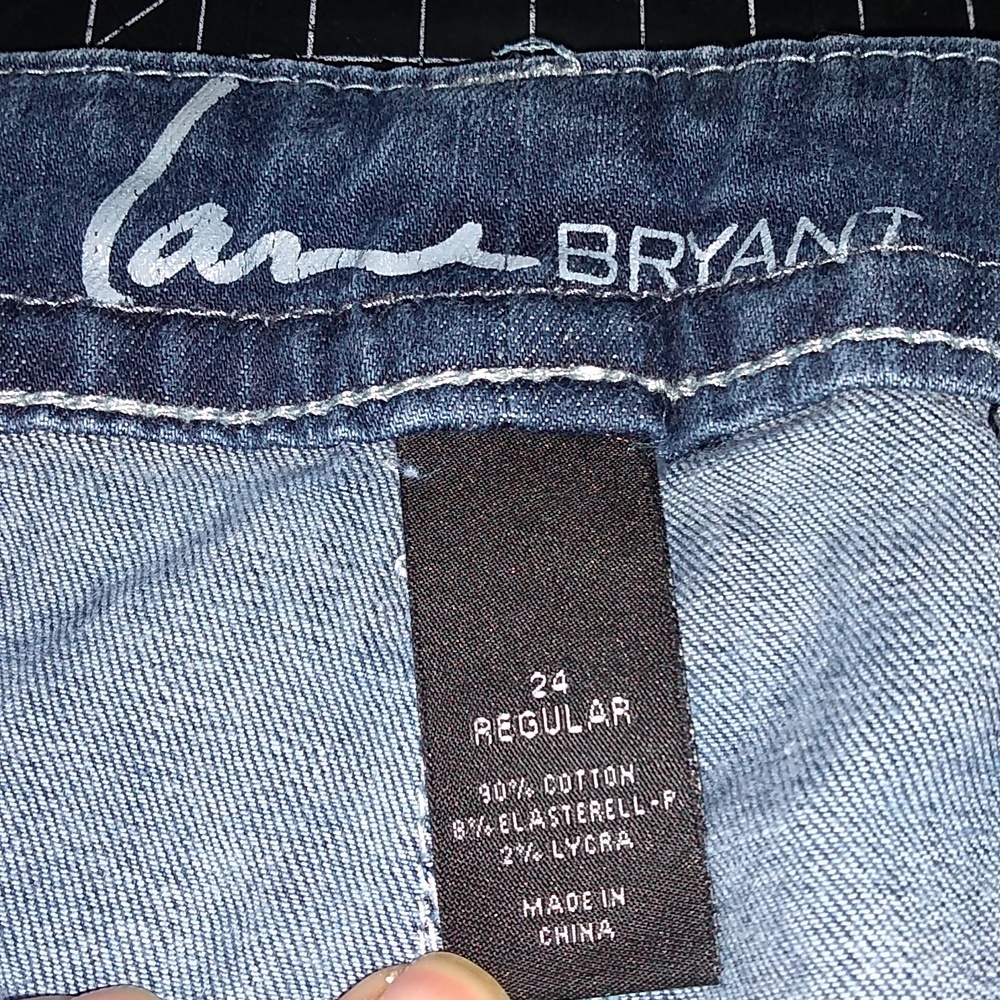 Lane BRYANT
24
REGULAR
90% COTTON
8% ELASTERELL-P
2% LYCRA
MADE IN
CHINA